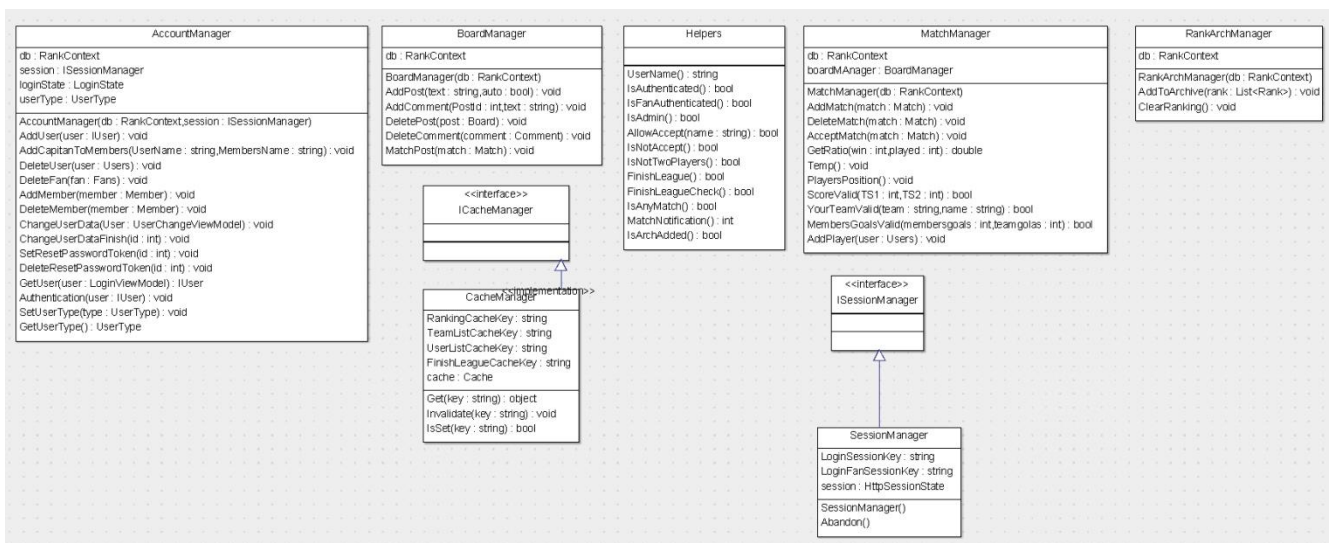 AccountManager
db : RankContext
session : ISessionManager
loginState : LoginState
userType : UserType
AccountManager(db : RankContext,session : ISessionManager)
AddUser(user : IUser) : void
AddCapitanToMembers(UserName : string,MembersName : string) : void
DeleteUser(user : Users) : void
DeleteFan(fan : Fans) : void
AddMember(member : Member) : void
DeleteMember(member : Member) : void
ChangeUserData(User : UserChangeViewModel) : void
ChangeUserDataFinish(id : int) : void
SetResetPasswordToken(id : int) : void
DeleteResetPasswordToken(id : int) : void
GetUser(user : LoginViewModel) : IUser
Authentication(user : IUser) : void
SetUserType(type : UserType) : void
GetUserType() : UserType
BoardManager
db : RankContext
BoardManager(db : RankContext)
AddPost(text : string,auto : bool) : void
AddComment(PostId : int,text : string) : void
DeletePost(post : Board) : void
DeleteComment(comment : Comment) : void
MatchPost(match : Match) : void
<<interface>>
ICacheManager
<<implementation>>
CacheManager
RankingCacheKey : string
TeamListCacheKey : string
UserListCacheKey : string
FinishLeagueCacheKey : string
cache : Cache
Get(key : string) : object
Invalidate(key : string) : void
IsSet(key : string) : bool
Helpers
UserName() : string
IsAuthenticated() : bool
IsFanAuthenticated() : bool
IsAdmin() : bool
AllowAccept(name : string) : bool
IsNotAccept() : bool
IsNotTwoPlayers() : bool
FinishLeague() : bool
FinishLeagueCheck() : bool
IsAnyMatch() : bool
MatchNotification() : int
IsArchAdded() : bool
MatchManager
db : RankContext
boardMAnager : BoardManager
MatchManager(db : RankContext)
AddMatch(match : Match) : void
DeleteMatch(match : Match) : void
AcceptMatch(match : Match) : void
GetRatio(win : int,played : int) : double
Temp() : void
PlayersPosition() : void
ScoreValid(TS1 : int,TS2 : int) : bool
YourTeamValid(team : string,name : string) : bool
MembersGoalsValid(membersgoals : int,teamgolas : int) : bool
AddPlayer(user : Users) : void
<<interface>>
ISessionManager
SessionManager
LoginSessionKey : string
LoginFanSessionKey : string
session : HttpSessionState
SessionManager()
Abandon()
RankArchManager
db : RankContext
RankArchManager(db : RankContext)
AddToArchive(rank : List<Rank>) : void
ClearRanking() : void